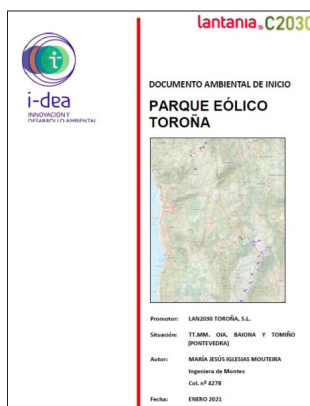 lantania C2030
i-dea
INNOVACIÓN Y
DESARROLLO AMBIENTAL
DOCUMENTO AMBIENTAL DE INICIO
PARQUE EÓLICO
TOROÑA
Promotor: LAN2030 TOROÑA, S.L.
Situación: TT.MM. OIA, BAIONA Y TOMIÑO
(PONTEVEDRA)
Autor: MARÍA JESÚS IGLESIAS MOUTEIRA
Ingeniera de Montes
Col. nº 4278
Fecha: ENERO 2021